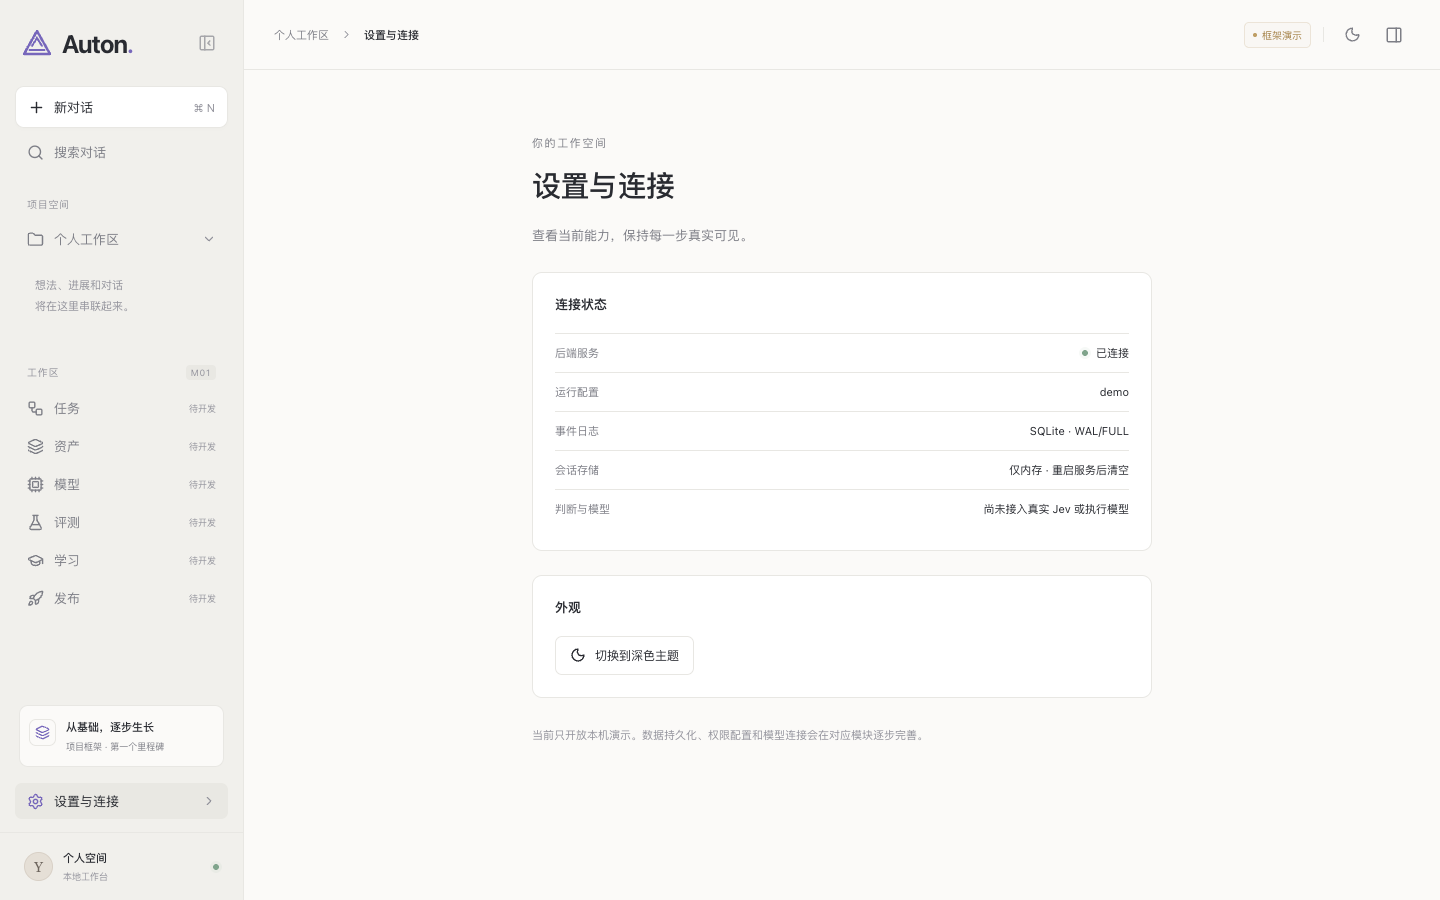 Auton.
新对话
⌘ N
搜索对话
项目空间
个人工作区
想法、进展和对话
将在这里串联起来。
工作区
M01
任务
待开发
资产
待开发
模型
待开发
评测
待开发
学习
待开发
发布
待开发
从基础，逐步生长
项目框架 · 第一个里程碑
设置与连接
Y
个人空间
本地工作台
个人工作区
设置与连接
框架演示
你的工作空间
设置与连接
查看当前能力，保持每一步真实可见。
连接状态
后端服务
已连接
运行配置
demo
事件日志
SQLite · WAL/FULL
会话存储
仅内存 · 重启服务后清空
判断与模型
尚未接入真实 Jev 或执行模型
外观
切换到深色主题
当前只开放本机演示。数据持久化、权限配置和模型连接会在对应模块逐步完善。